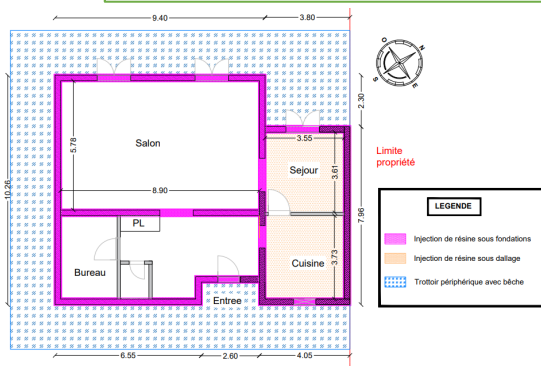 9.40
3.80
O
N
S
E
2.30
5.78
Salon
3.55
Limite
propriété
Sejour
3.61
10.26
8.90
7.96
LEGENDE
PL
Injection de résine sous fondations
Injection de résine sous dallage
Bureau
Cuisine
3.73
Trottoir périphérique avec bêche
Entree
6.55
2.60
4.05